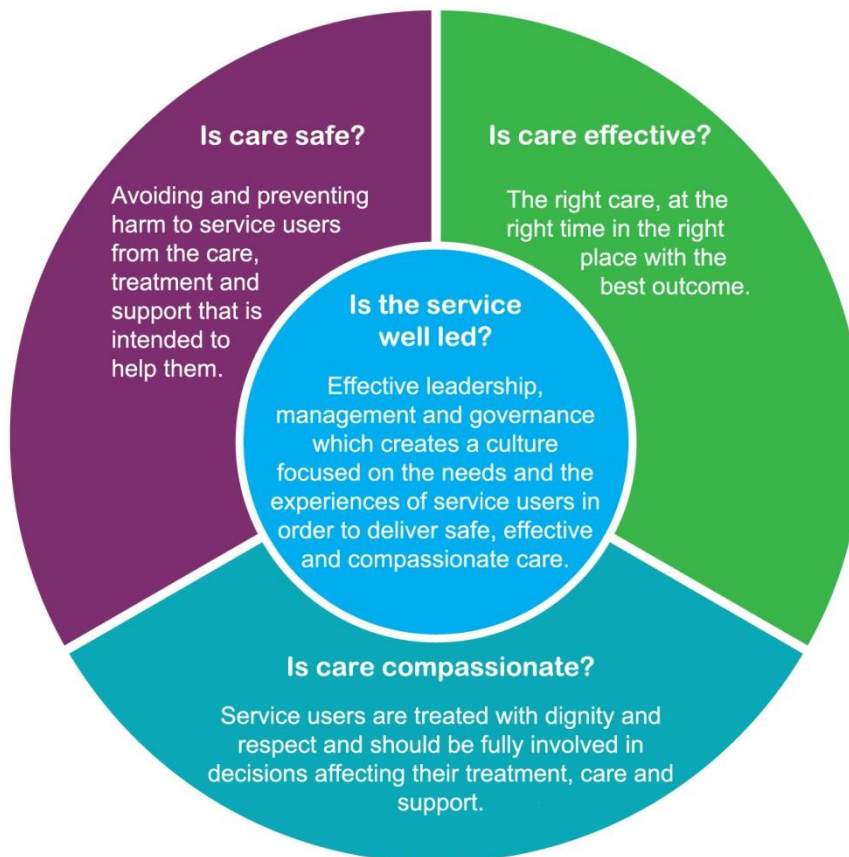 Is care safe?
Avoiding and preventing
harm to service users
from the care,
treatment and
support that is
intended to
help them.
Is care effective?
The right care, at the
right time in the right
place with the
best outcome.
Is the service
well led?
Effective leadership,
management and governance
which creates a culture
focused on the needs and the
experiences of service users in
order to deliver safe, effective
and compassionate care.
Is care compassionate?
Service users are treated with dignity and
respect and should be fully involved in
decisions affecting their treatment, care and
support.